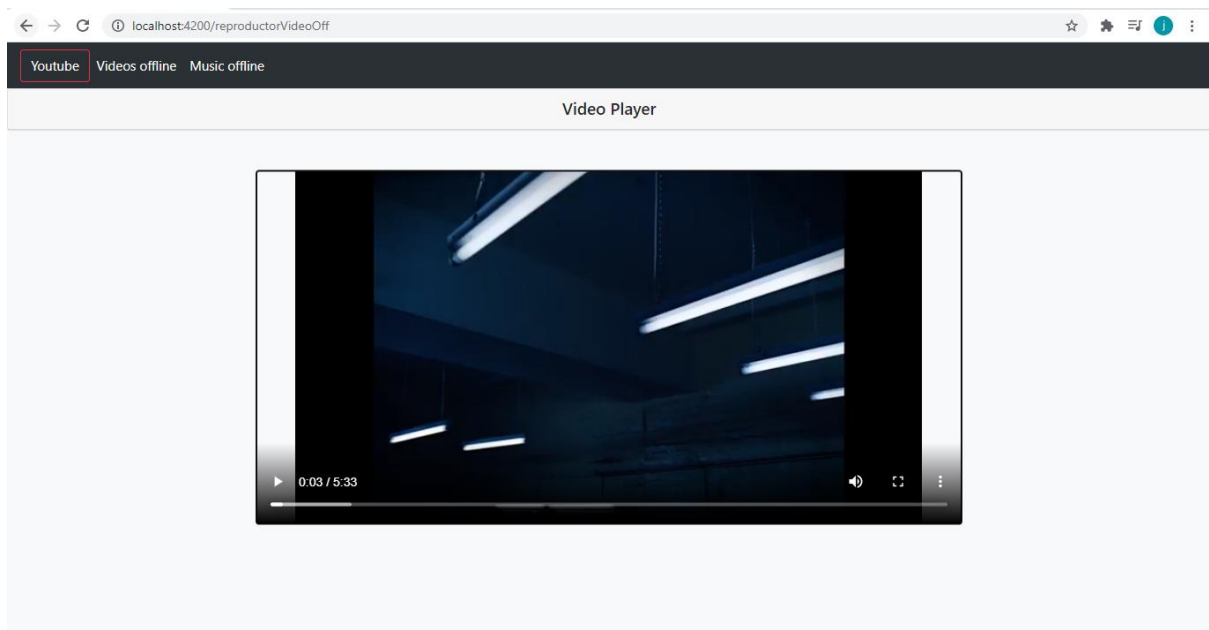 localhost:4200/reproductorVideoOff
j
Youtube Videos offline Music offline
Video Player
0:03 / 5:33